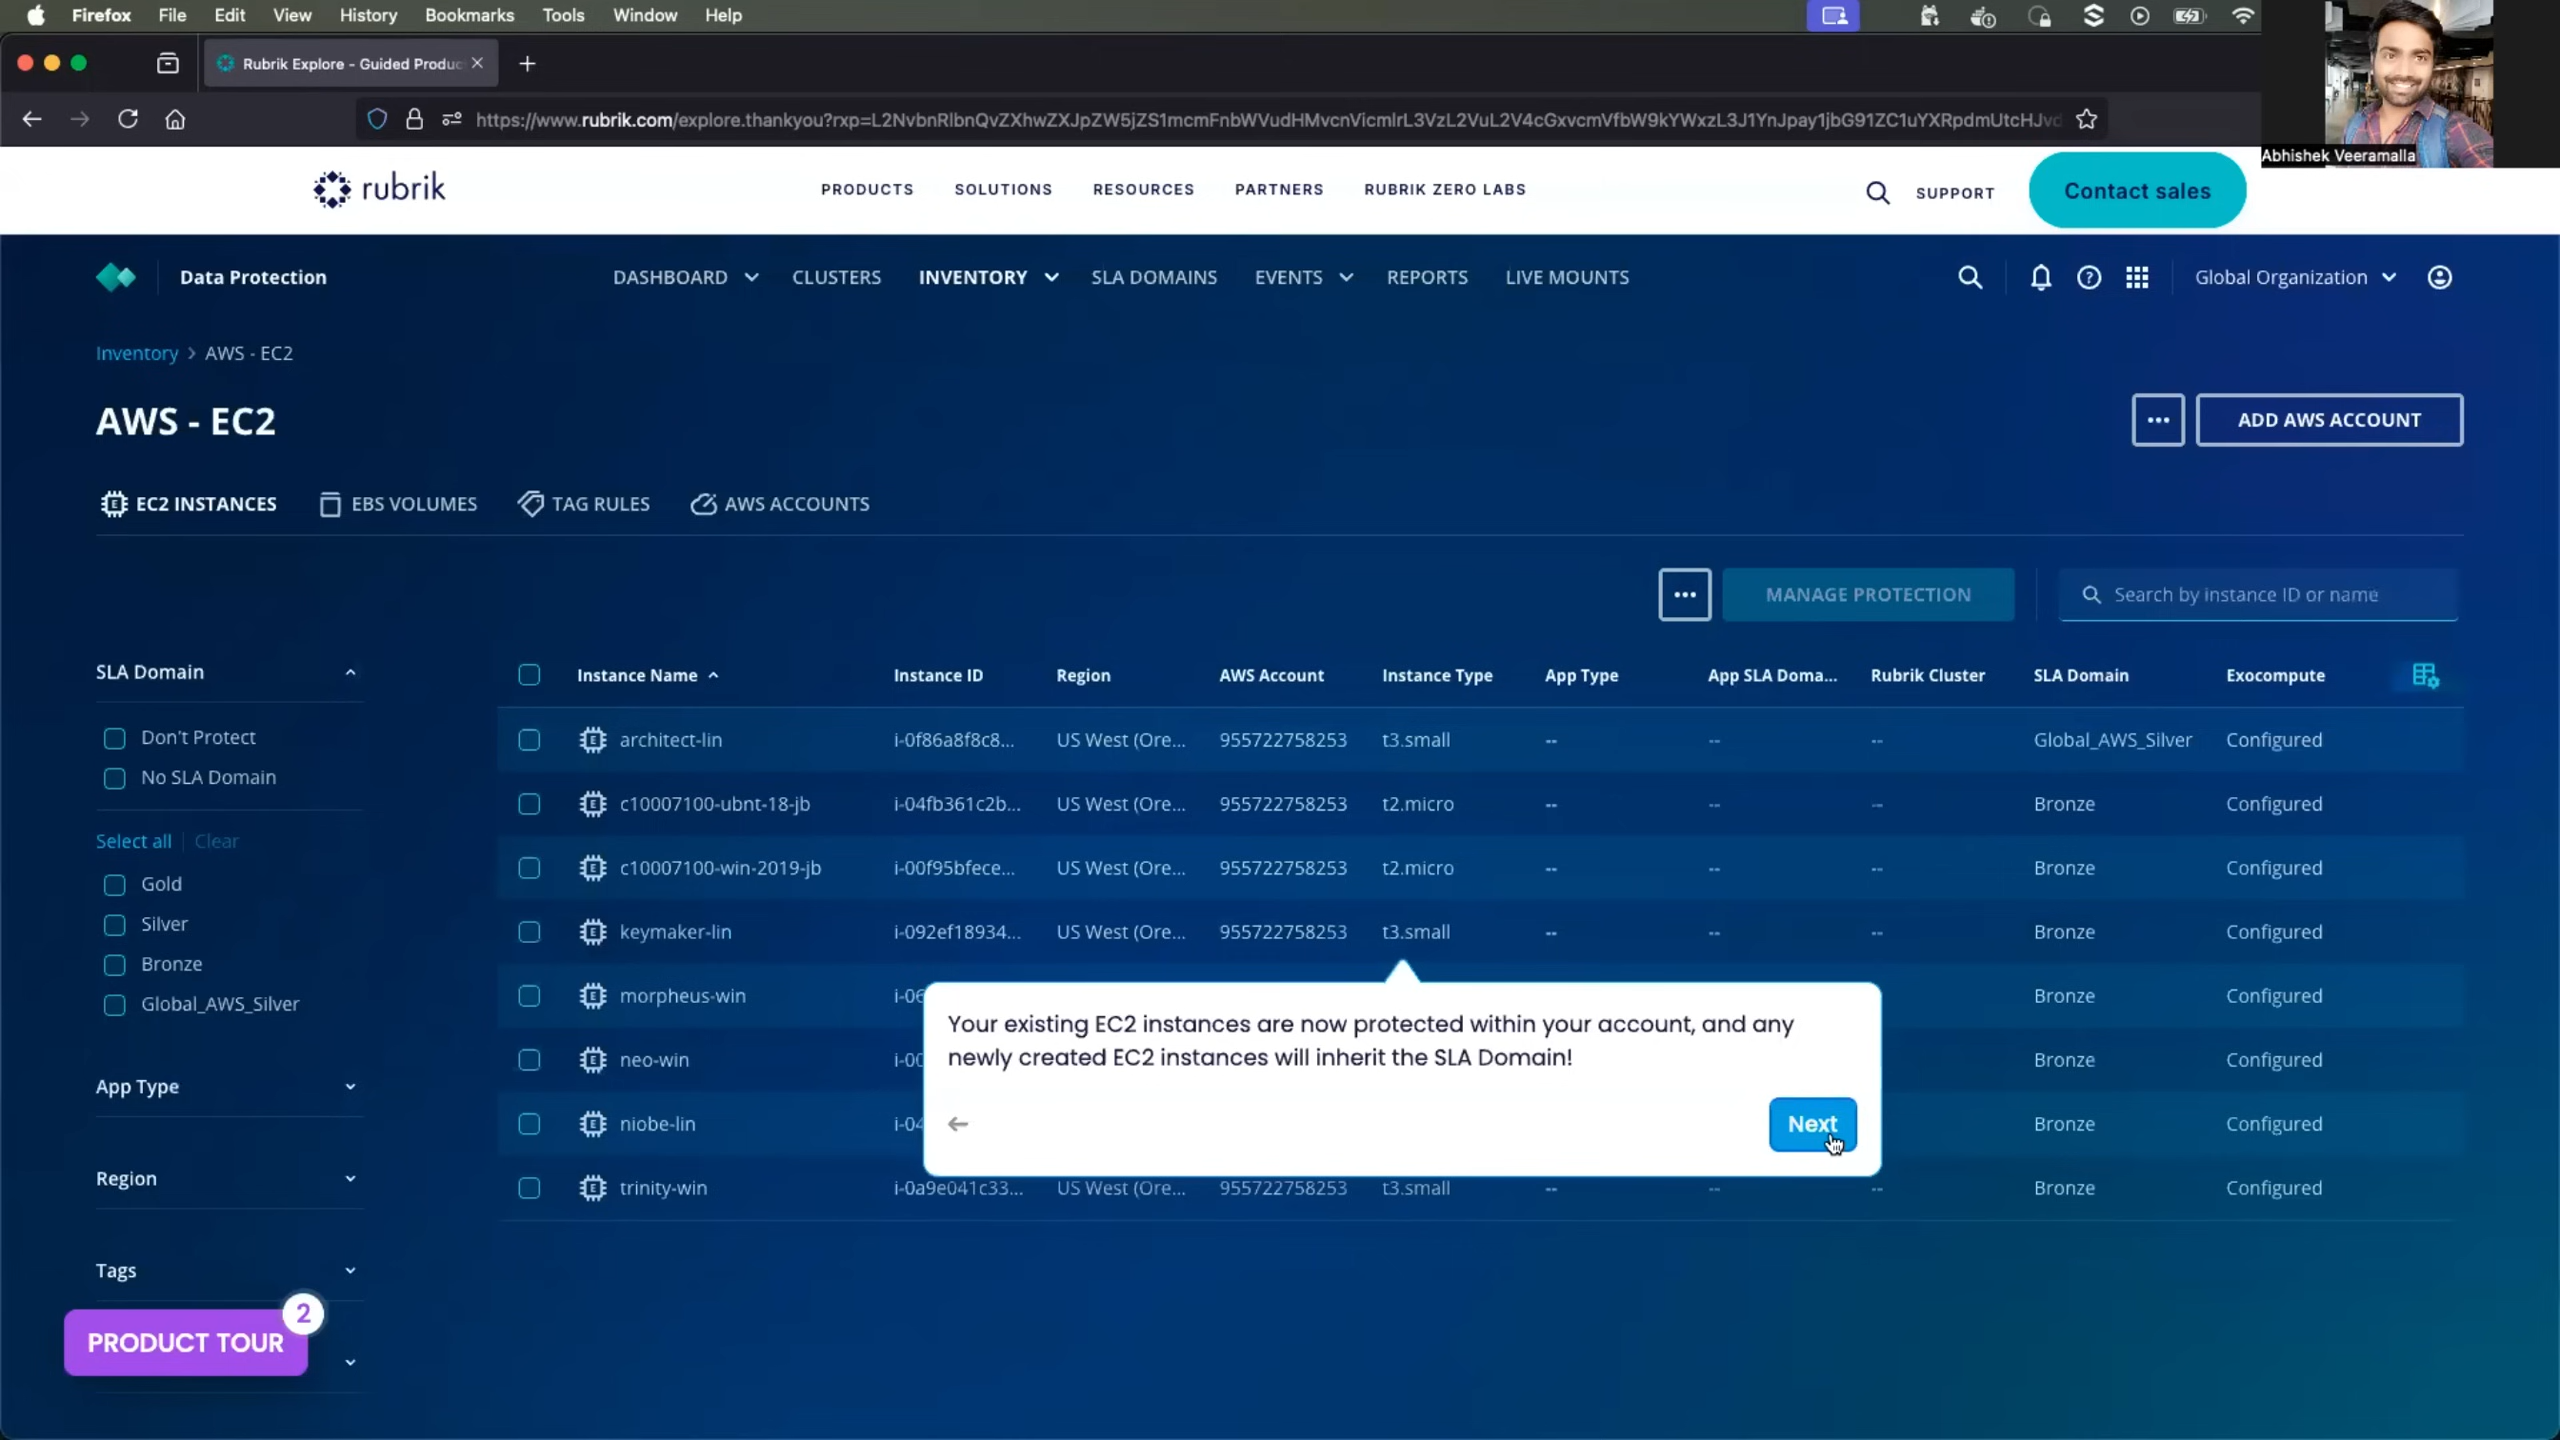 Firefox File Edit View History Bookmarks Tools Window Help
Rubrik Explore - Guided Produc
https://www.rubrik.com/explore.thankyou?rxp=
Abhishek Veeramalla
rubrik PRODUCTS SOLUTIONS RESOURCES PARTNERS RUBRIK ZERO LABS SUPPORT Contact sales
Data Protection DASHBOARD CLUSTERS INVENTORY SLA DOMAINS EVENTS REPORTS LIVE MOUNTS Global Organization
Inventory > AWS - EC2
AWS - EC2
... ADD AWS ACCOUNT
EC2 INSTANCES EBS VOLUMES TAG RULES AWS ACCOUNTS
... MANAGE PROTECTION Search by instance ID or name
SLA Domain
Don't Protect
No SLA Domain
Select all Clear
Gold
Silver
Bronze
Global_AWS_Silver
App Type
Region
Tags
PRODUCT TOUR 2
Instance Name Instance ID Region AWS Account Instance Type App Type App SLA Doma... Rubrik Cluster SLA Domain Exocompute
architect-lin i-0f86a8f8c8... US West (Ore... 955722758253 t3.small -- -- -- Global_AWS_Silver Configured
c10007100-ubnt-18-jb i-04fb361c2b... US West (Ore... 955722758253 t2.micro -- -- -- Bronze Configured
c10007100-win-2019-jb i-00f95bfece... US West (Ore... 955722758253 t2.micro -- -- -- Bronze Configured
keymaker-lin i-092ef18934... US West (Ore... 955722758253 t3.small -- -- -- Bronze Configured
morpheus-win i-06 Bronze Configured
neo-win i-00 Bronze Configured
niobe-lin i-04 Bronze Configured
trinity-win i-0a9e041c33... US West (Ore... 955722758253 t3.small -- -- -- Bronze Configured
Your existing EC2 instances are now protected within your account, and any
newly created EC2 instances will inherit the SLA Domain!
Next